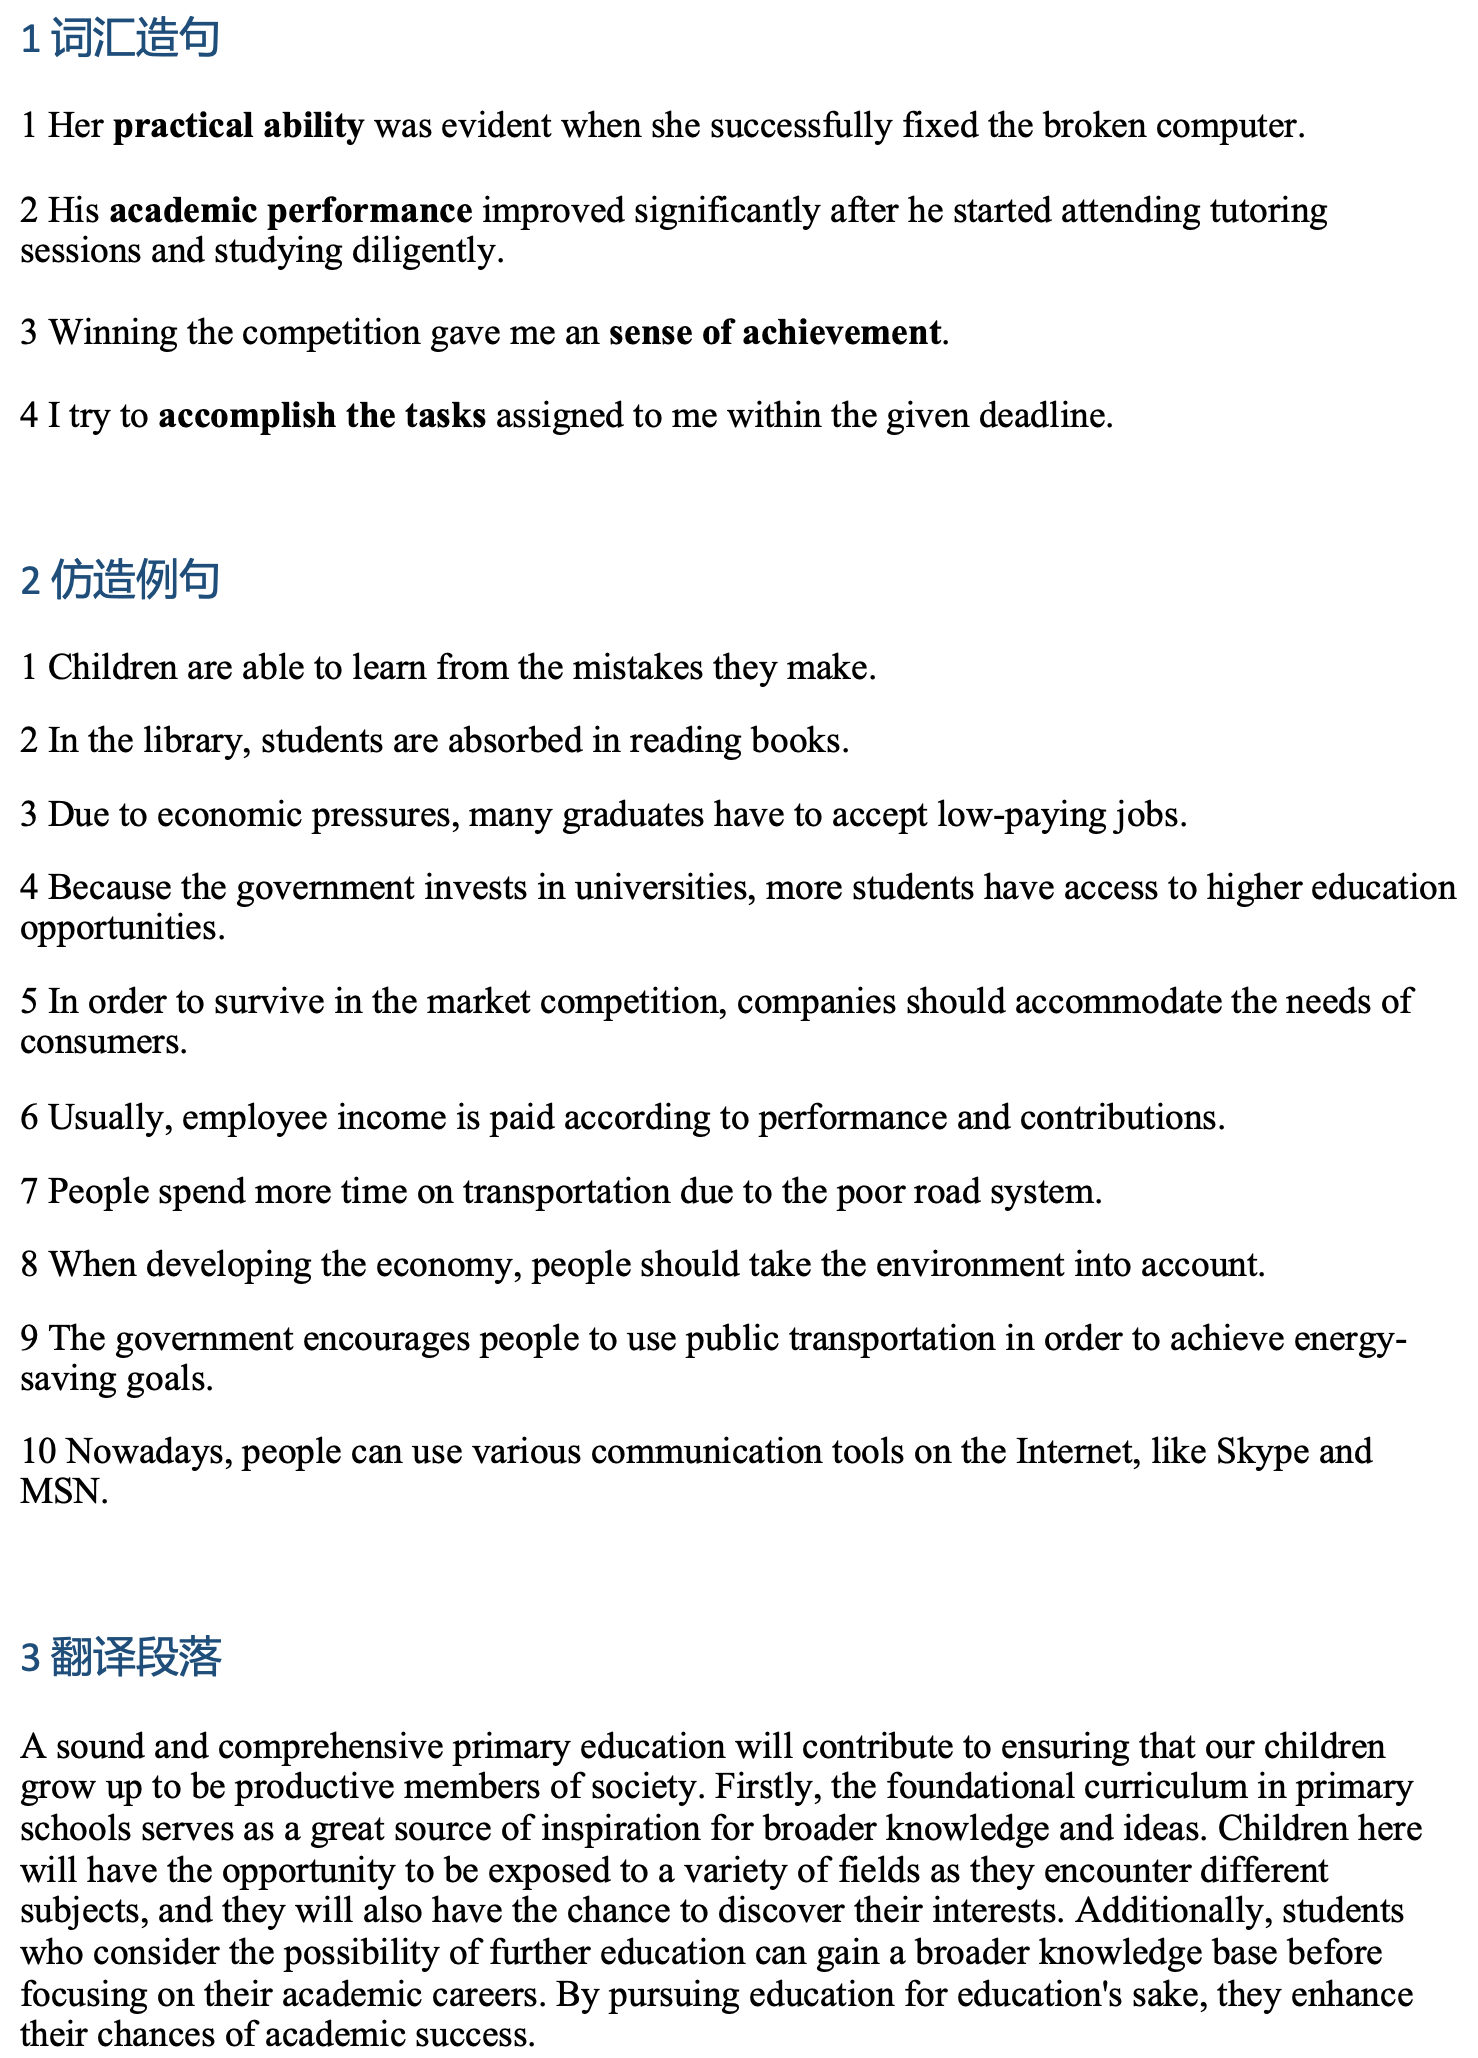 1 词汇造句
1 Her practical ability was evident when she successfully fixed the broken computer.
2 His academic performance improved significantly after he started attending tutoring
sessions and studying diligently.
3 Winning the competition gave me an sense of achievement.
4 I try to accomplish the tasks assigned to me within the given deadline.
2 仿造例句
1 Children are able to learn from the mistakes they make.
2 In the library, students are absorbed in reading books.
3 Due to economic pressures, many graduates have to accept low-paying jobs.
4 Because the government invests in universities, more students have access to higher education
opportunities.
5 In order to survive in the market competition, companies should accommodate the needs of
consumers.
6 Usually, employee income is paid according to performance and contributions.
7 People spend more time on transportation due to the poor road system.
8 When developing the economy, people should take the environment into account.
9 The government encourages people to use public transportation in order to achieve energy-
saving goals.
10 Nowadays, people can use various communication tools on the Internet, like Skype and
MSN.
3 翻译段落
A sound and comprehensive primary education will contribute to ensuring that our children
grow up to be productive members of society. Firstly, the foundational curriculum in primary
schools serves as a great source of inspiration for broader knowledge and ideas. Children here
will have the opportunity to be exposed to a variety of fields as they encounter different
subjects, and they will also have the chance to discover their interests. Additionally, students
who consider the possibility of further education can gain a broader knowledge base before
focusing on their academic careers. By pursuing education for education's sake, they enhance
their chances of academic success.